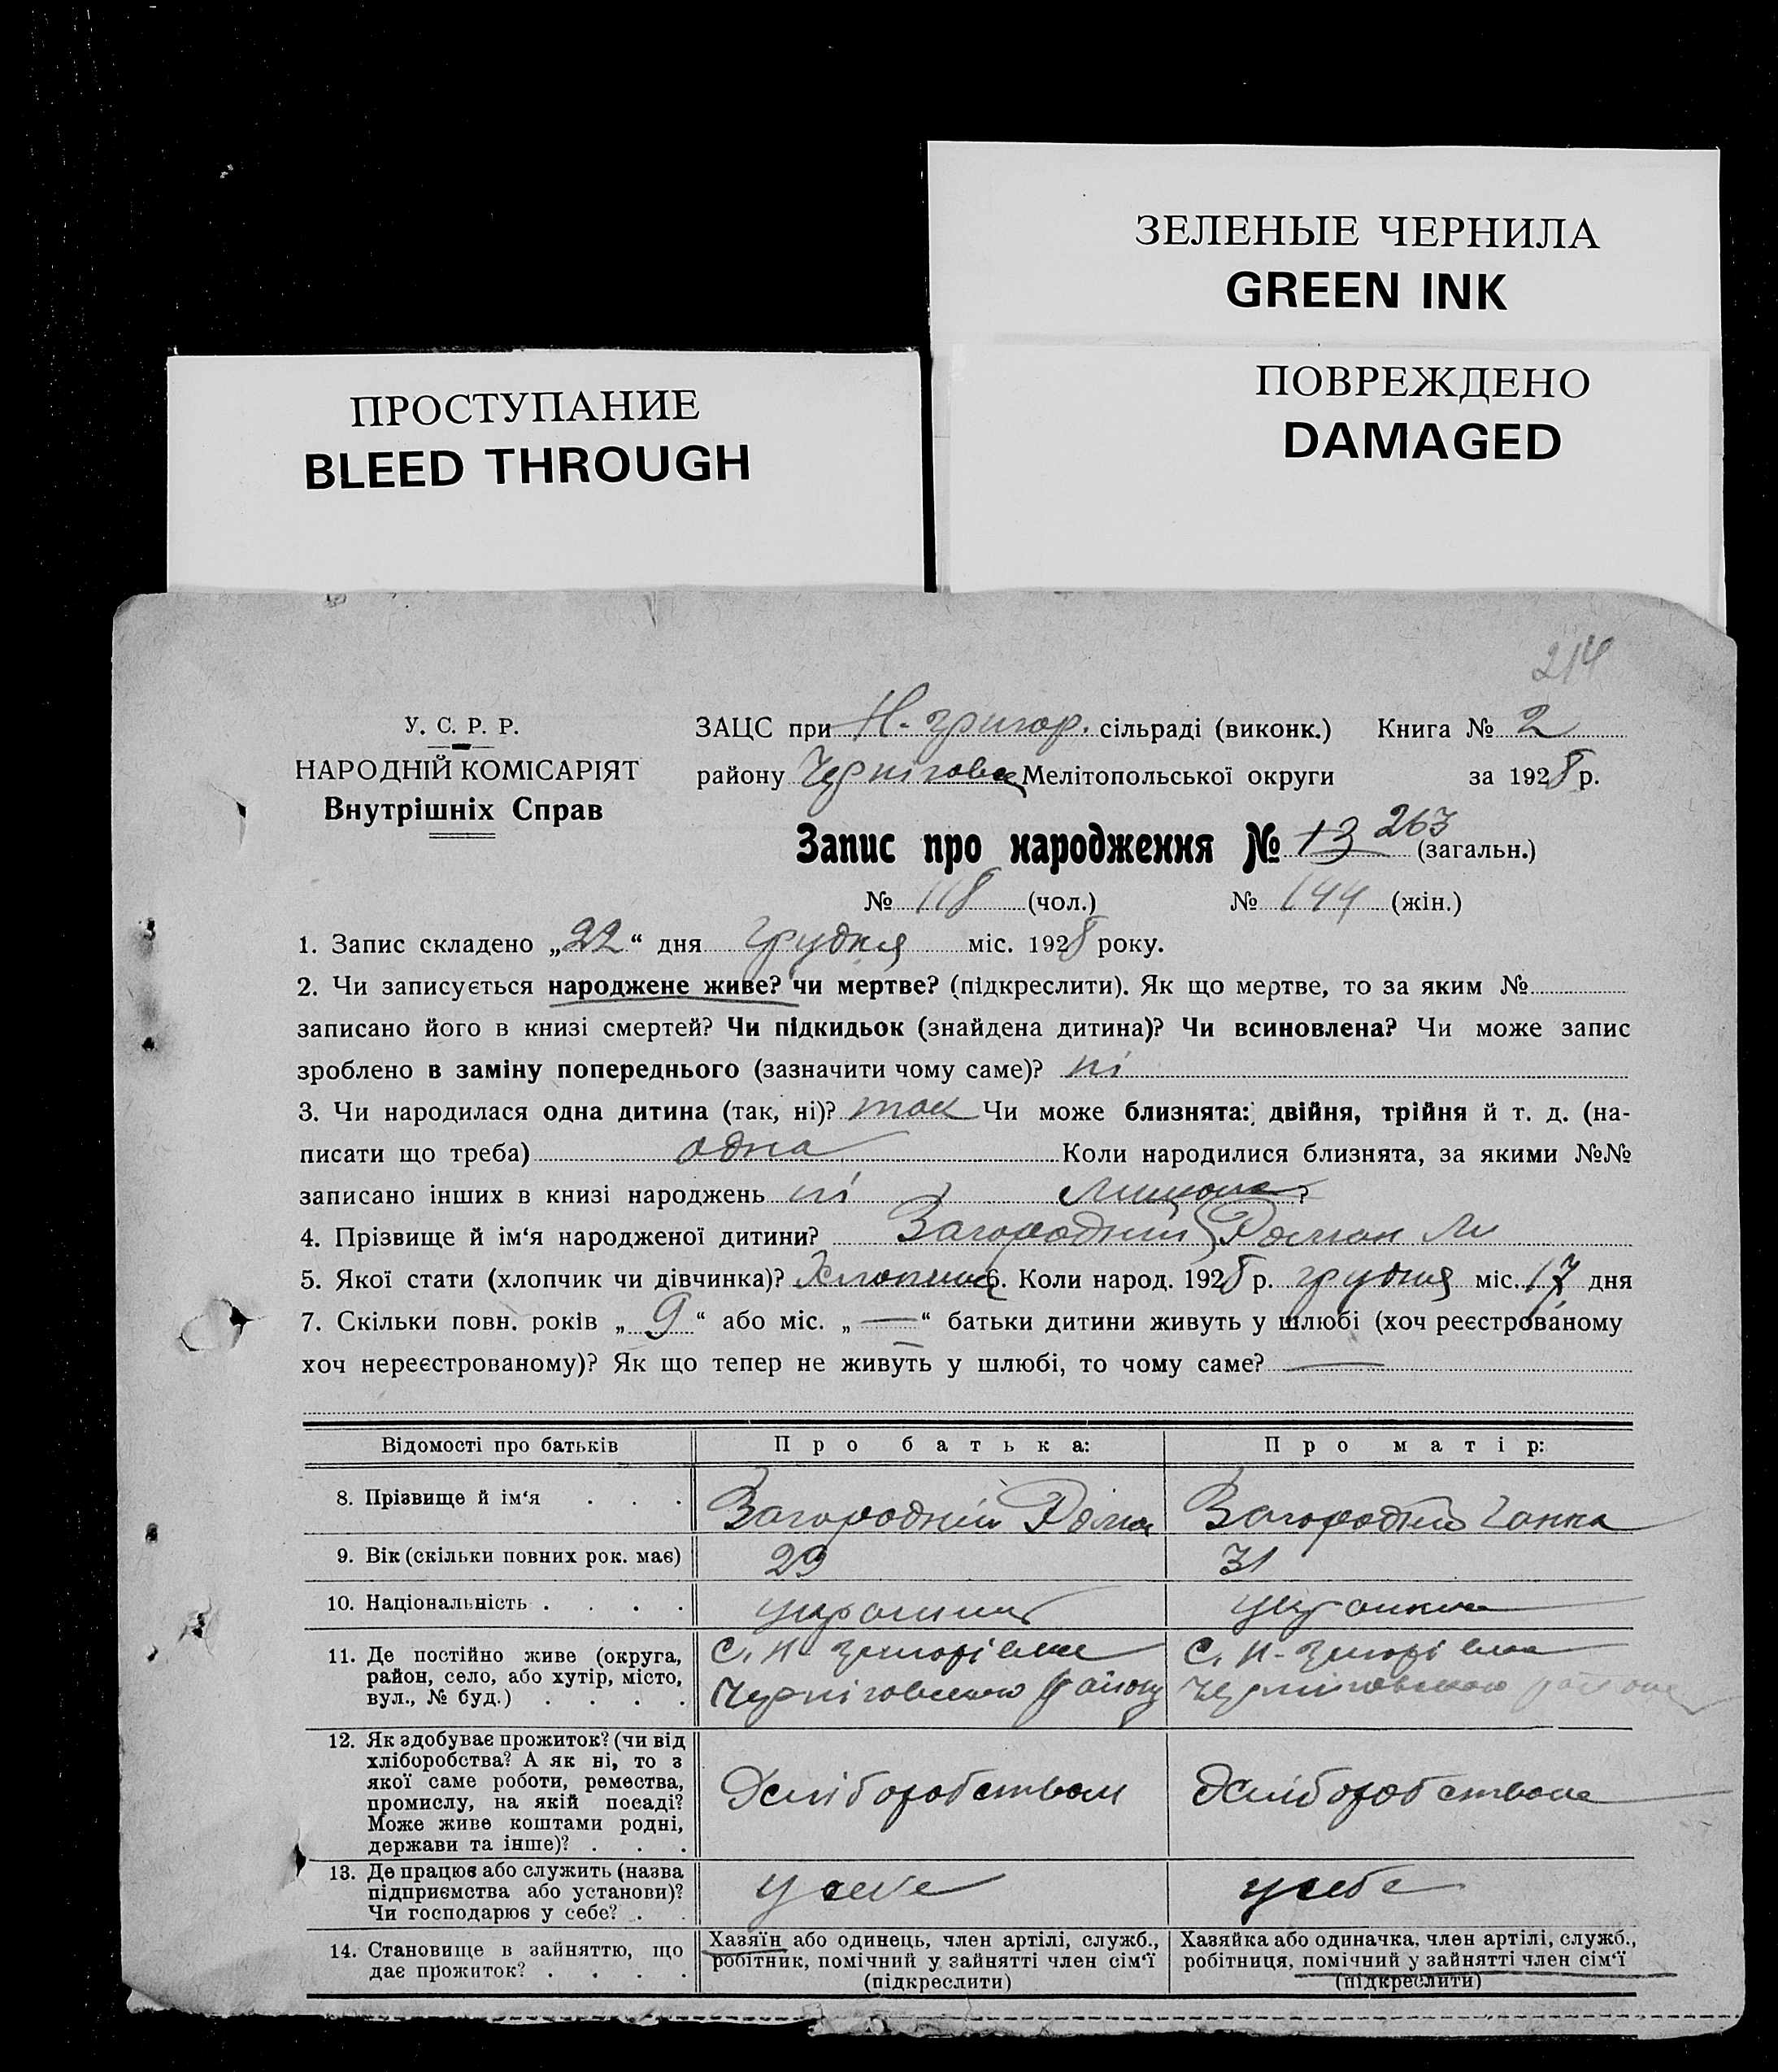 ЗЕЛЕНЫЕ ЧЕРНИЛА
GREEN INK
ПОВРЕЖДЕНО
DAMAGED
ПРОСТУПАНИЕ
BLEED THROUGH
214
У. С. Р. Р.
НАРОДНІЙ КОМІСАРІЯТ
Внутрішніх Справ
ЗАЦС при Н-григор. сільраді (виконк.) Книга № 2
району Мелітопольської округи за 1928 р.
Запис про народження № 13 263 (загальн.)
№ 118 (чол.) № 144 (жін.)
1. Запис складено „22“ дня грудня міс. 1928 року.
2. Чи записується народжене живе? чи мертве? (підкреслити). Як що мертве, то за яким №
записано його в книзі смертей? Чи підкидьок (знайдена дитина)? Чи всиновлена? Чи може запис
зроблено в заміну попереднього (зазначити чому саме)? ні
3. Чи народилася одна дитина (так, ні)? так Чи може близнята: двійня, трійня й т. д. (на-
писати що треба) одна Коли народилися близнята, за якими №№
записано інших в книзі народжень ні ?
4. Прізвище й ім‘я народженої дитини? Загородній
5. Якої стати (хлопчик чи дівчинка)? Хлопчик 6. Коли народ. 1928 р. грудня міс. 17 дня
7. Скільки повн. років „9“ або міс. „—“ батьки дитини живуть у шлюбі (хоч реєстрованому
хоч нереєстрованому)? Як що тепер не живуть у шлюбі, то чому саме? —
Відомості про батьків Про батька: Про матір:
8. Прізвище й ім‘я . . . Загородній Загородній Ганна
9. Вік (скільки повних рок. має) 29 31
10. Національність . . . . українець українка
11. Де постійно живе (округа,
район, село, або хутір, місто,
вул., № буд.) . . . .
С. Н-Григорівка
Черніговського району
С. Н-Григорівка
Черніговського району
12. Як здобуває прожиток? (чи від
хліборобства? А як ні, то з
якої саме роботи, ремества,
промислу, на якій посаді?
Може живе коштами родні,
держави та інше)? . . .
Хліборобством
Хліборобством
13. Де працює або служить (назва
підприємства або установи)?
Чи господарює у себе? . .
у себе
у себе
14. Становище в зайняттю, що
дає прожиток? . . . .
Хазяїн або одинець, член артілі, служб.,
робітник, помічний у зайнятті член сім‘ї
(підкреслити)
Хазяйка або одиначка, член артілі, служб.,
робітниця, помічний у зайнятті член сім‘ї
(підкреслити)